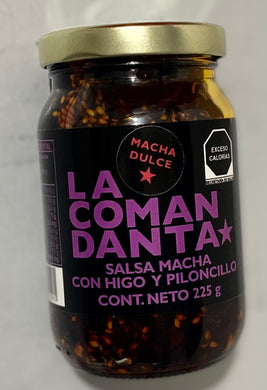 MACHA
DULCE
EXCESO
CALORÍAS
LA
COMAN
DANTA
SALSA MACHA
CON HIGO Y PILONCILLO
CONT. NETO 225 g